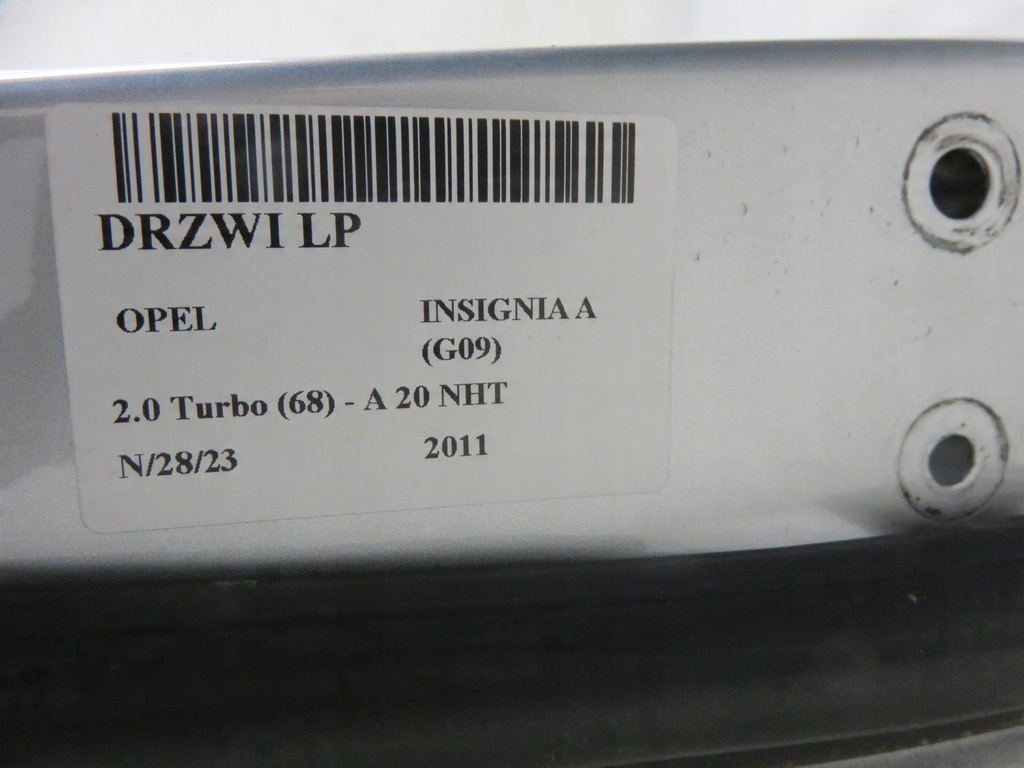 DRZWI LP
OPEL INSIGNIA A
(G09)
2.0 Turbo (68) - A 20 NHT
N/28/23 2011